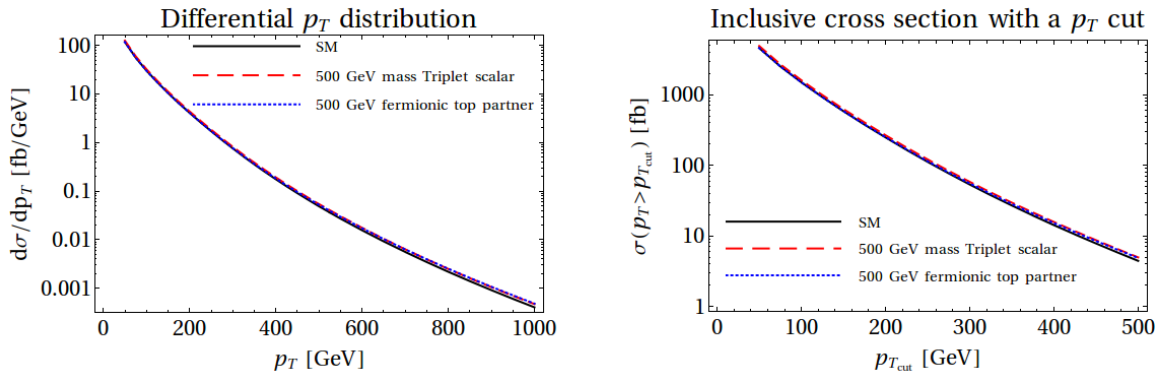 Differential p_T distribution
SM
500 GeV mass Triplet scalar
500 GeV fermionic top partner
dσ/dp_T [fb/GeV]
100
10
1
0.1
0.01
0.001
0 200 400 600 800 1000
p_T [GeV]
Inclusive cross section with a p_T cut
σ(p_T>p_T_cut) [fb]
1000
100
10
1
SM
500 GeV mass Triplet scalar
500 GeV fermionic top partner
0 100 200 300 400 500
p_T_cut [GeV]